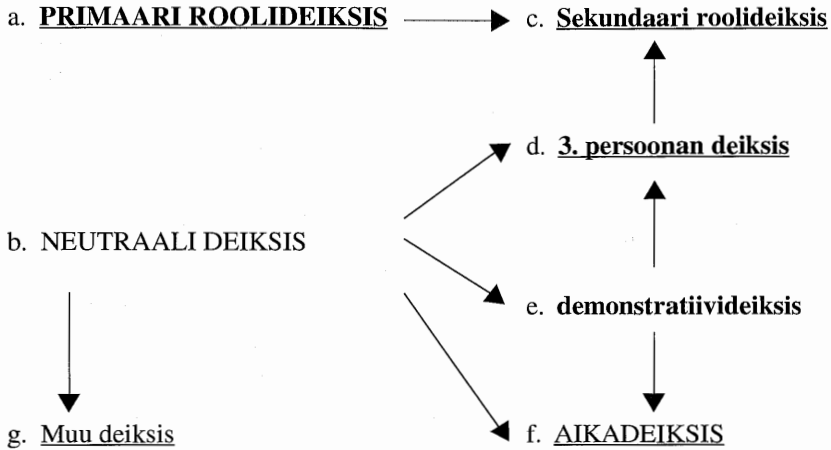 a. PRIMAARI ROOLIDEIKSIS
c. Sekundaari roolideiksis
d. 3. persoonan deiksis
b. NEUTRAALI DEIKSIS
e. demonstratiivideiksis
g. Muu deiksis
f. AIKADEIKSIS